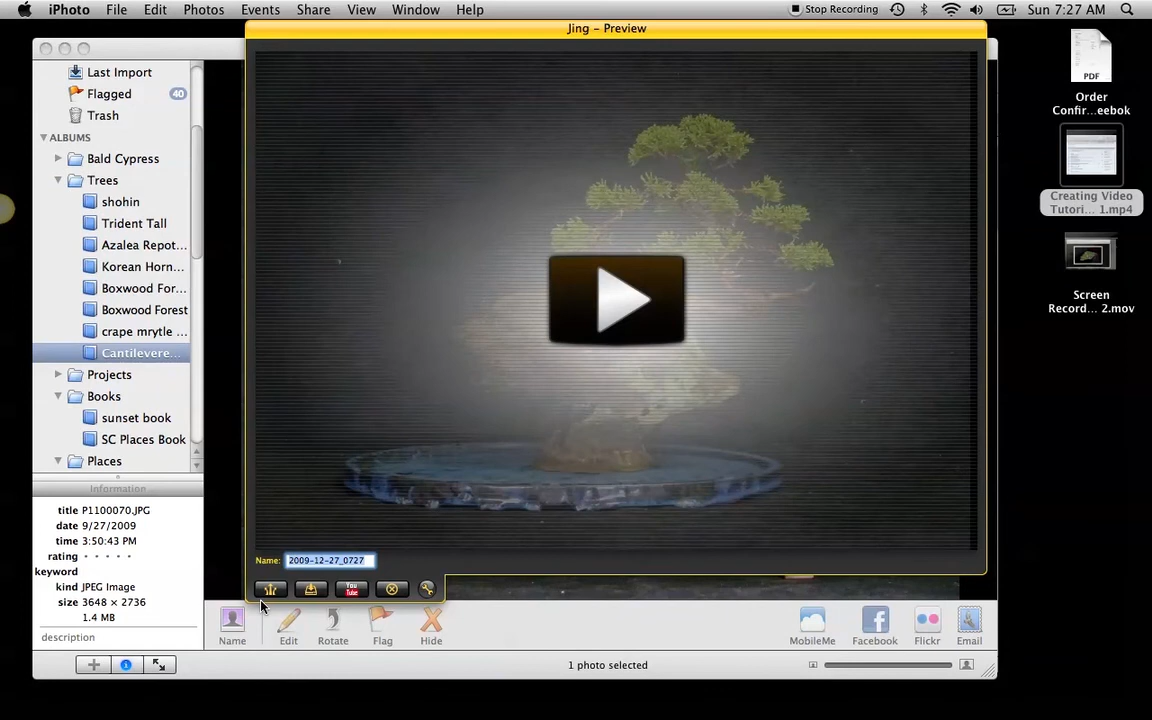 iPhoto File Edit Photos Events Share View Window Help Stop Recording Sun 7:27 AM
Jing – Preview
Last Import
Flagged 40
Trash
ALBUMS
Bald Cypress
Trees
shohin
Trident Tall
Azalea Repot...
Korean Horn...
Boxwood For...
Boxwood Forest
crape mrytle ...
Cantilevere...
Projects
Books
sunset book
SC Places Book
Places
Information
title P1100070.JPG
date 9/27/2009
time 3:50:43 PM
rating
keyword
kind JPEG Image
size 3648 × 2736
1.4 MB
description
Name: 2009-12-27_0727
You
Tube
Name Edit Rotate Flag Hide MobileMe Facebook Flickr Email
1 photo selected
PDF
Order
Confir...eebok
Creating Video
Tutori... 1.mp4
Screen
Record... 2.mov